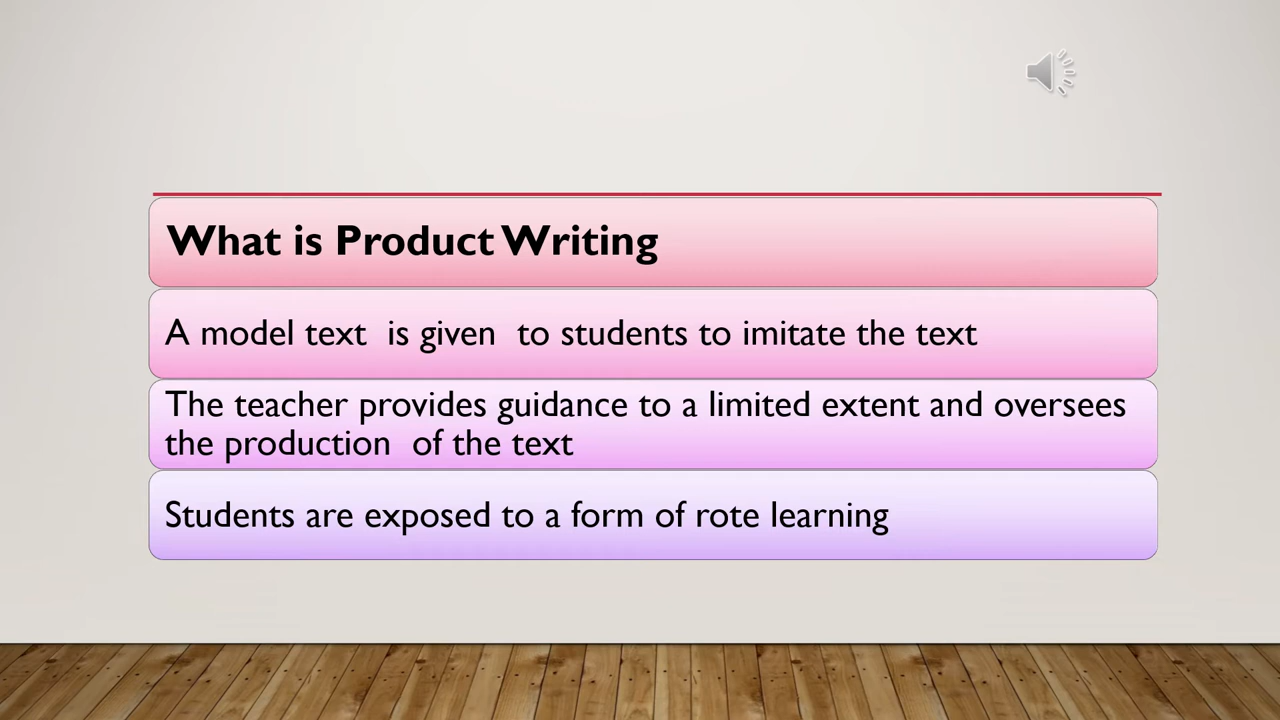 What is Product Writing
A model text  is given  to students to imitate the text
The teacher provides guidance to a limited extent and oversees
the production  of the text
Students are exposed to a form of rote learning